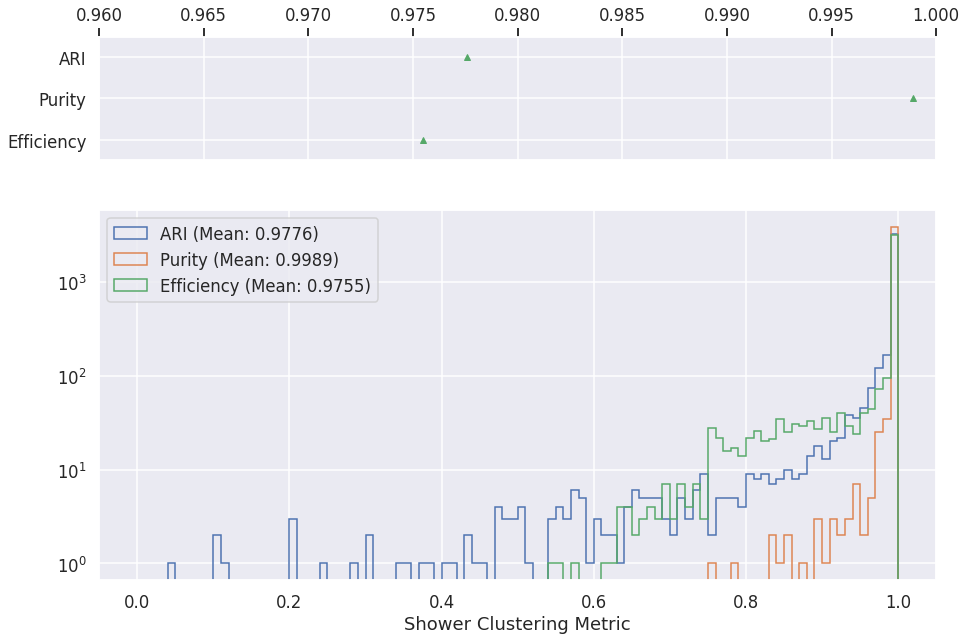 0.960 0.965 0.970 0.975 0.980 0.985 0.990 0.995 1.000
ARI
Purity
Efficiency
ARI (Mean: 0.9776)
Purity (Mean: 0.9989)
Efficiency (Mean: 0.9755)
10³
10²
10¹
10⁰
0.0 0.2 0.4 0.6 0.8 1.0
Shower Clustering Metric